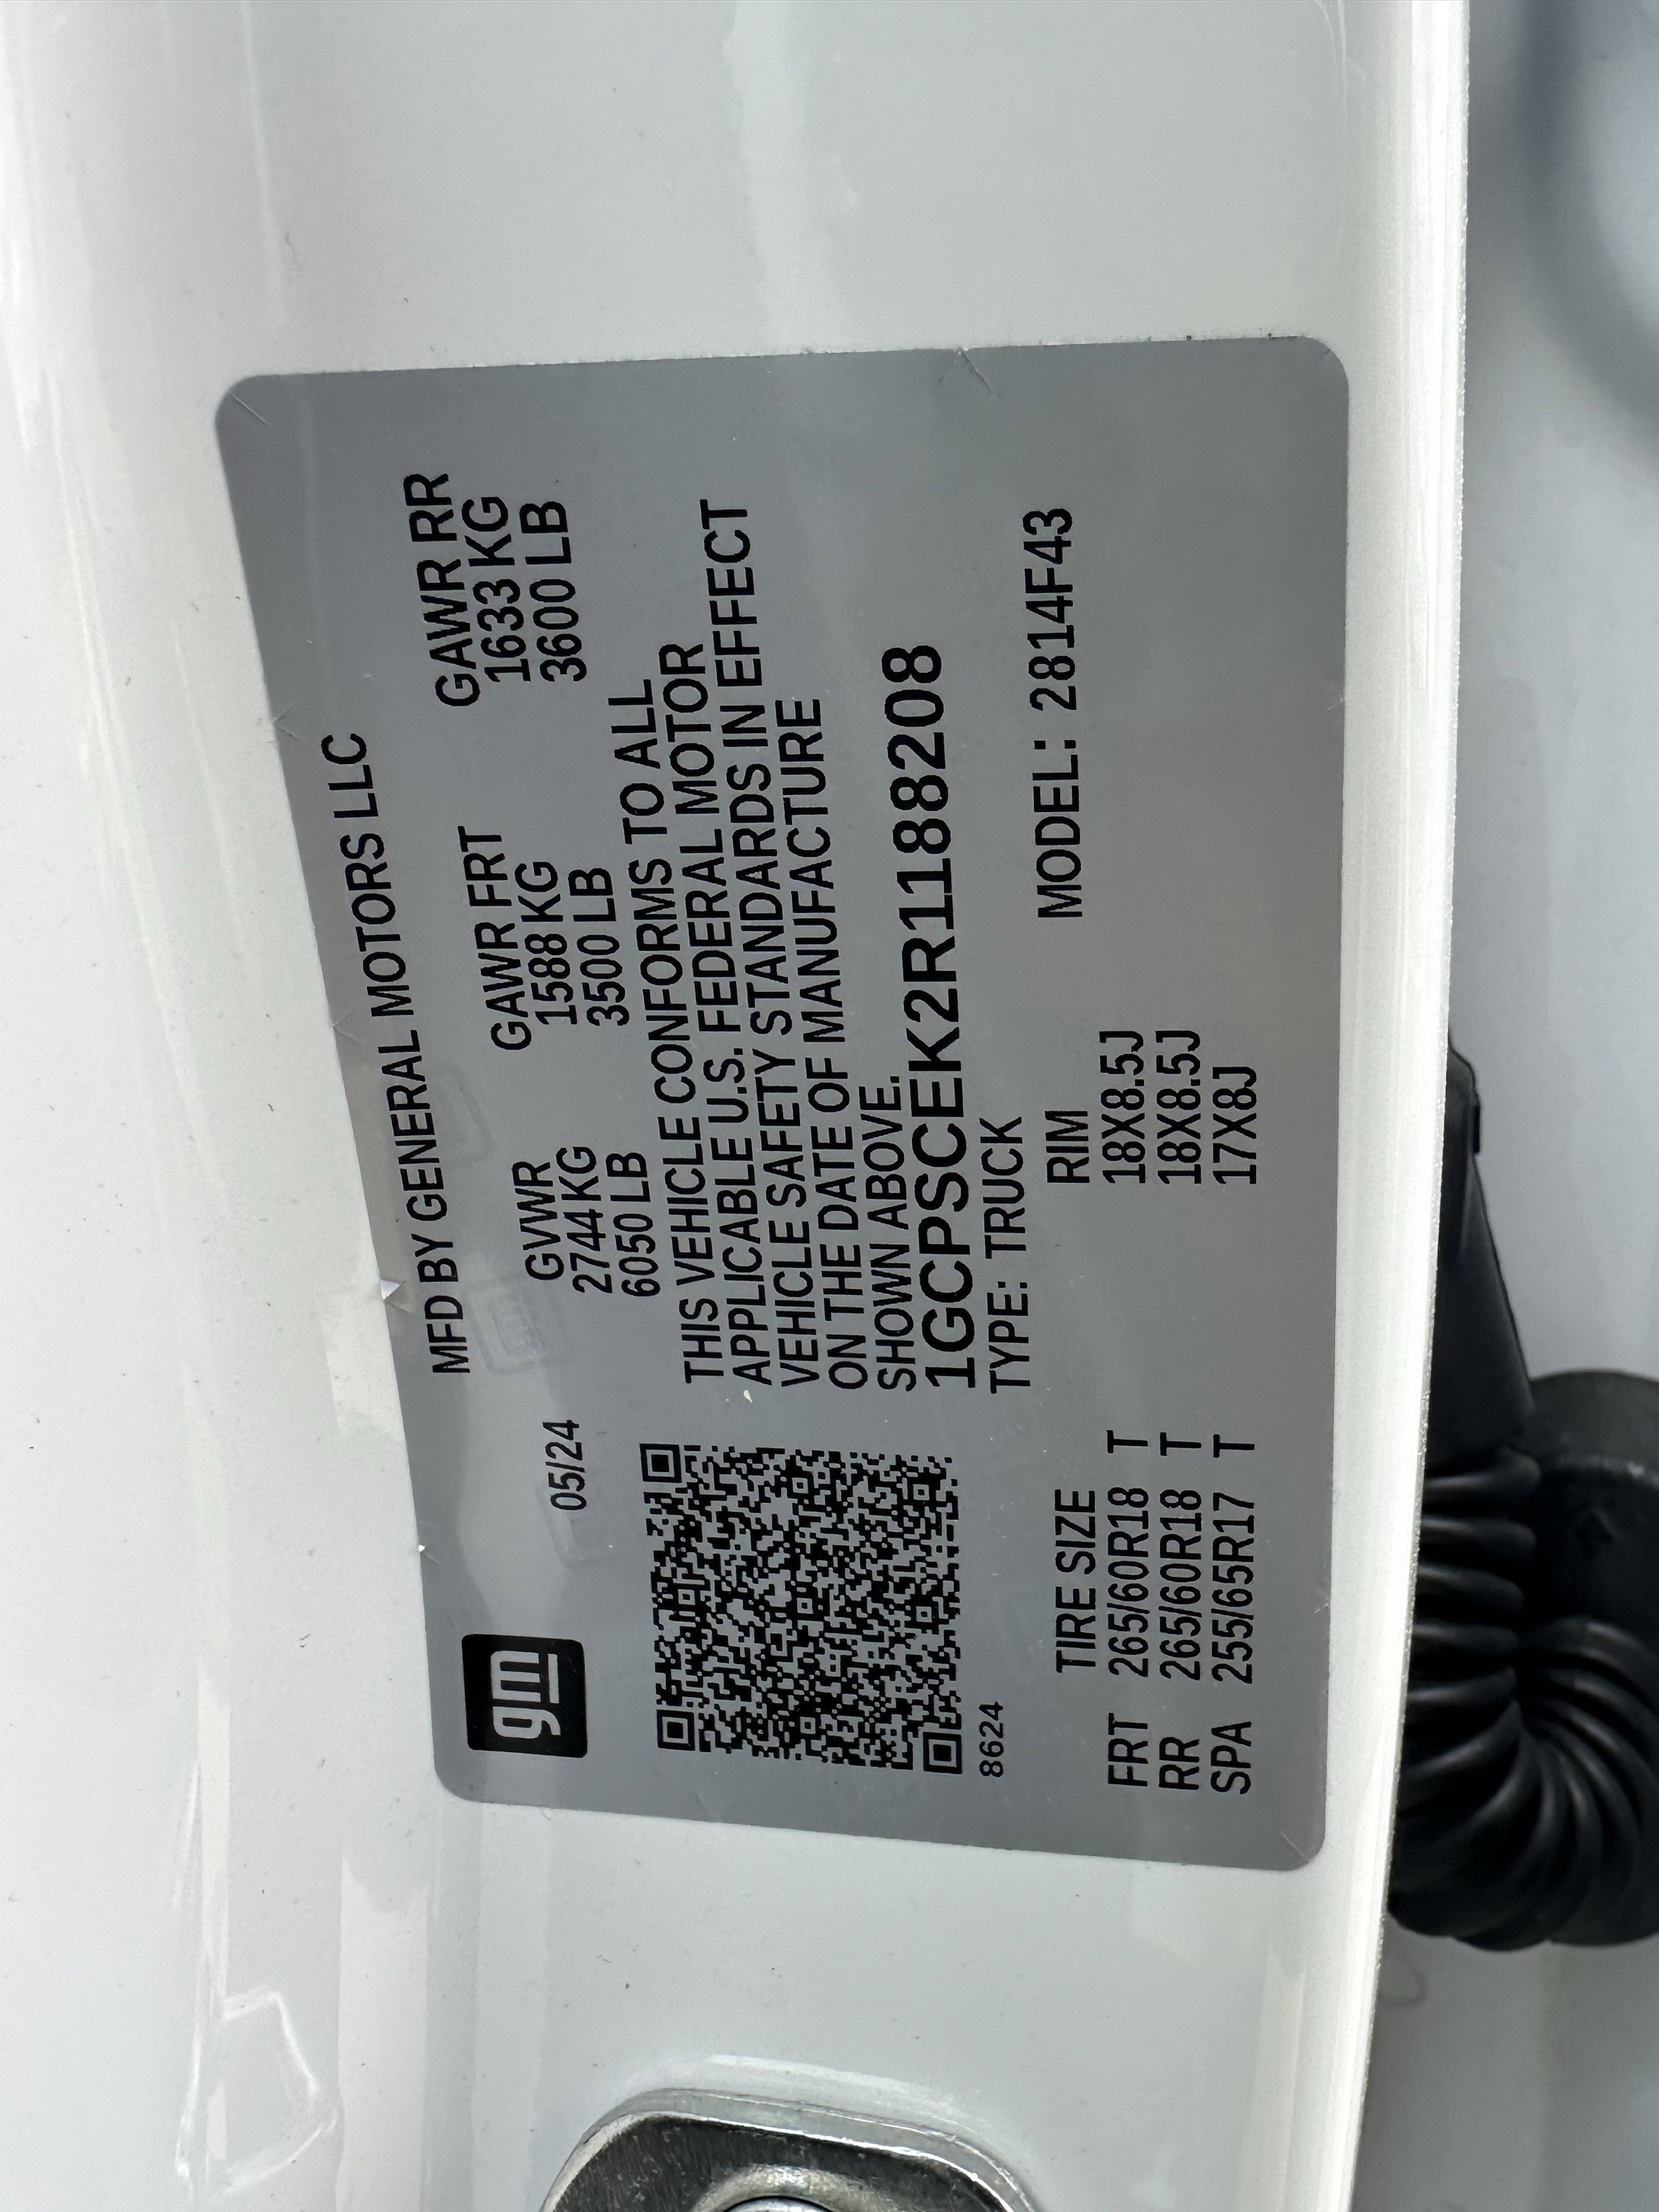 gm
MFD BY GENERAL MOTORS LLC
05/24
GVWR GAWR FRT GAWR RR
2744 KG 1588 KG 1633 KG
6050 LB 3500 LB 3600 LB
THIS VEHICLE CONFORMS TO ALL
APPLICABLE U.S. FEDERAL MOTOR
VEHICLE SAFETY STANDARDS IN EFFECT
ON THE DATE OF MANUFACTURE
SHOWN ABOVE.
1GCPSCEK2R1188208
8624
TYPE: TRUCK MODEL: 2814F43
TIRE SIZE RIM
FRT 265/60R18 T 18X8.5J
RR 265/60R18 T 18X8.5J
SPA 255/65R17 T 17X8J